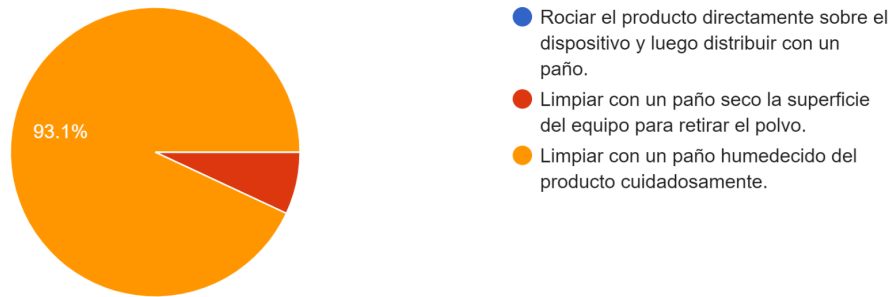 93.1%
Rociar el producto directamente sobre el
dispositivo y luego distribuir con un
paño.
Limpiar con un paño seco la superficie
del equipo para retirar el polvo.
Limpiar con un paño humedecido del
producto cuidadosamente.